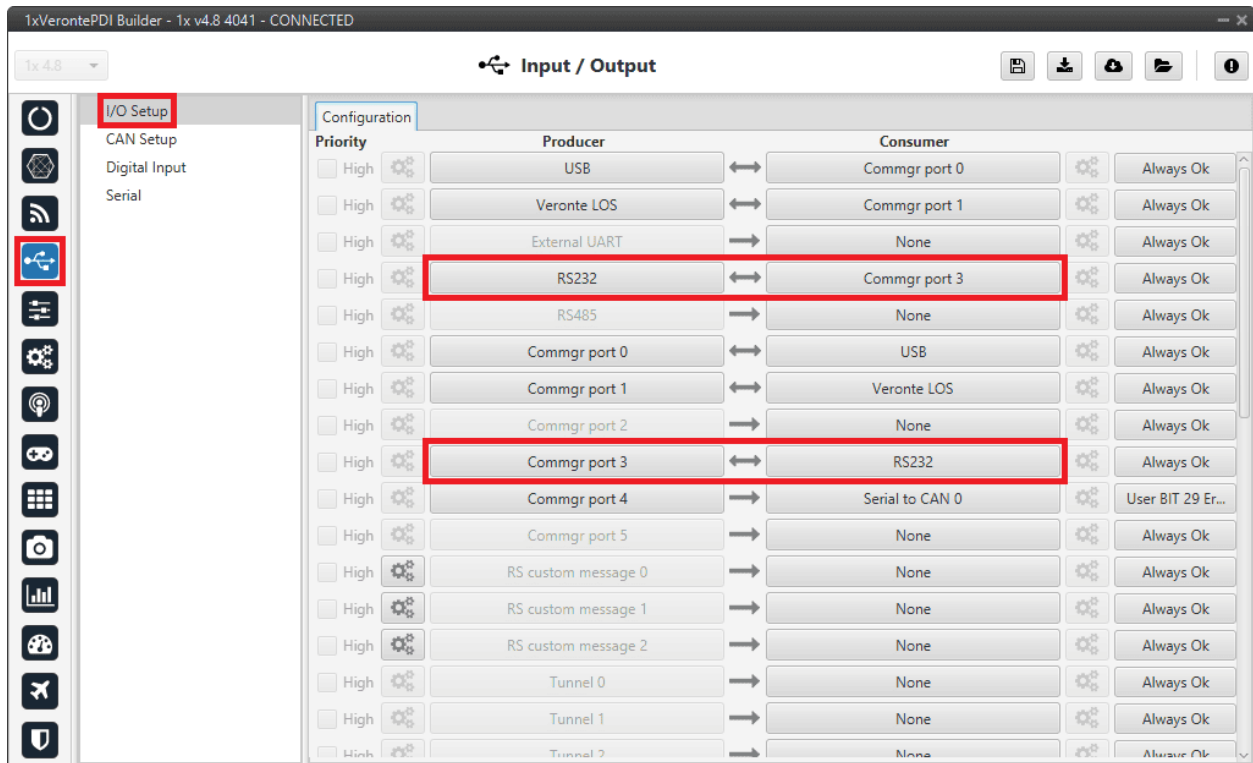 1xVerontePDI Builder - 1x v4.8 4041 - CONNECTED
1x 4.8
Input / Output
I/O Setup
CAN Setup
Digital Input
Serial
Configuration
Priority Producer Consumer
High USB Commgr port 0 Always Ok
High Veronte LOS Commgr port 1 Always Ok
High External UART None Always Ok
High RS232 Commgr port 3 Always Ok
High RS485 None Always Ok
High Commgr port 0 USB Always Ok
High Commgr port 1 Veronte LOS Always Ok
High Commgr port 2 None Always Ok
High Commgr port 3 RS232 Always Ok
High Commgr port 4 Serial to CAN 0 User BIT 29 Er...
High Commgr port 5 None Always Ok
High RS custom message 0 None Always Ok
High RS custom message 1 None Always Ok
High RS custom message 2 None Always Ok
High Tunnel 0 None Always Ok
High Tunnel 1 None Always Ok
High Tunnel 2 None Always Ok